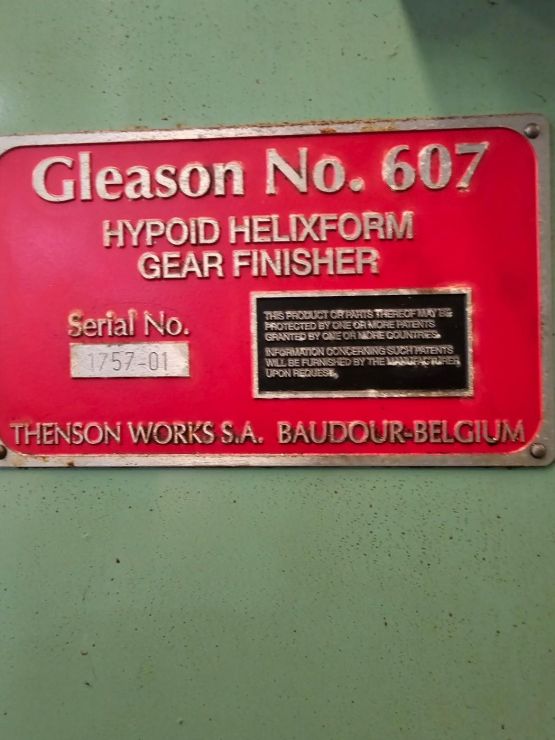 Gleason No. 607
HYPOID HELIXFORM
GEAR FINISHER
Serial No.
1757-01
THIS PRODUCT OR PARTS THEREOF MAY BE
PROTECTED BY ONE OR MORE PATENTS
GRANTED BY ONE OR MORE COUNTRIES.
INFORMATION CONCERNING SUCH PATENTS
WILL BE FURNISHED BY THE MANUFACTURER
UPON REQUEST.
THENSON WORKS S.A. BAUDOUR-BELGIUM